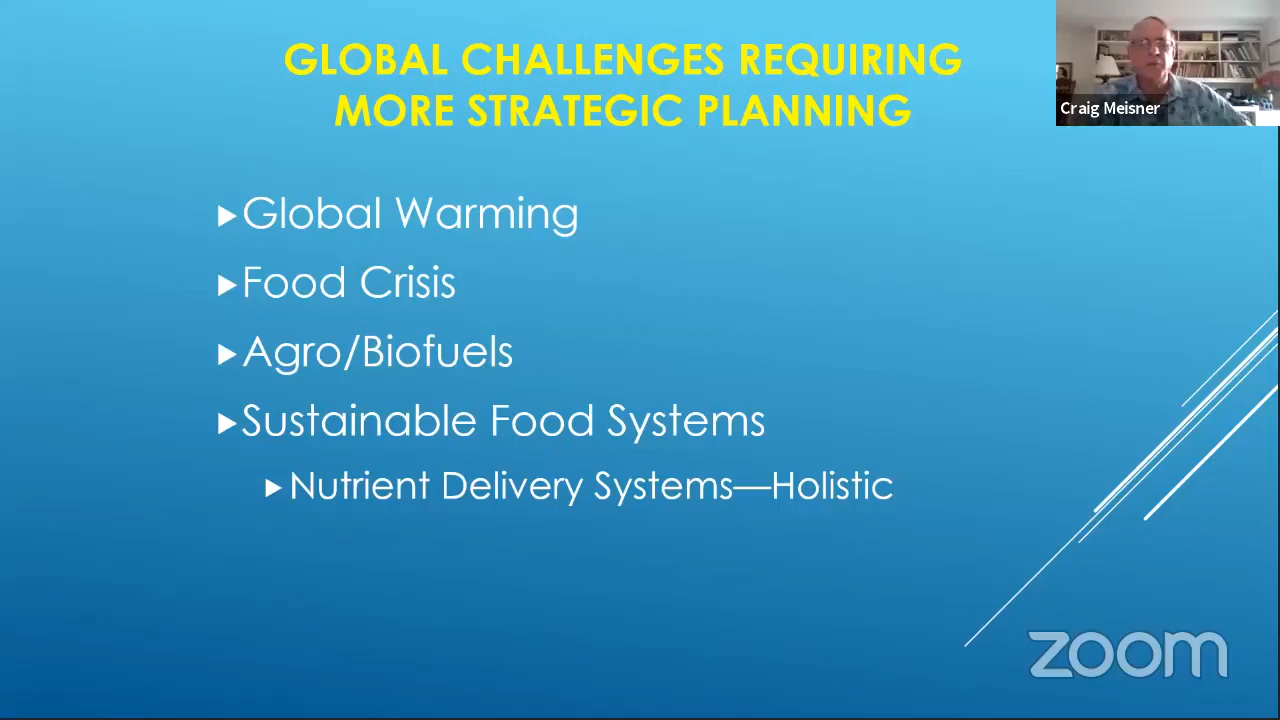 GLOBAL CHALLENGES REQUIRING
MORE STRATEGIC PLANNING
Craig Meisner
Global Warming
Food Crisis
Agro/Biofuels
Sustainable Food Systems
Nutrient Delivery Systems—Holistic
zoom